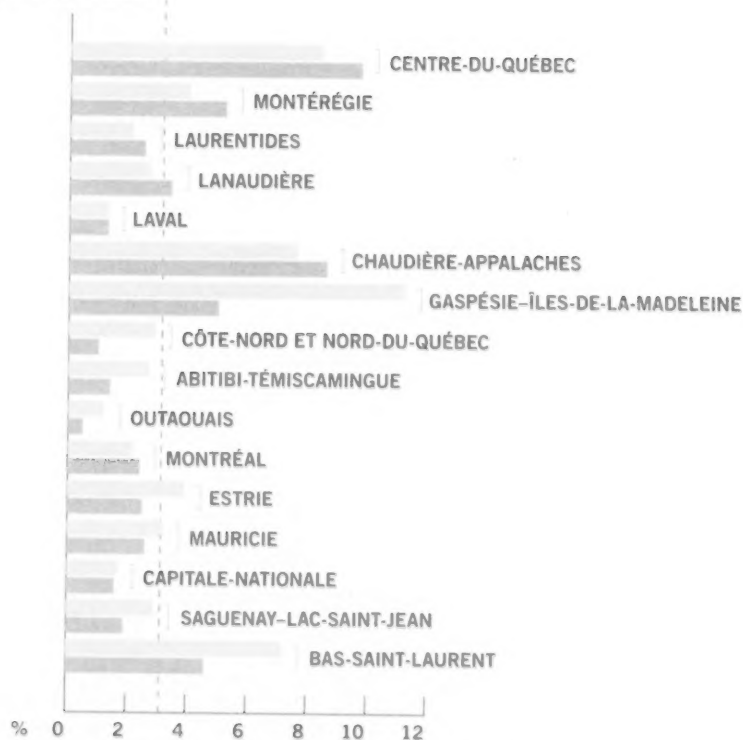 CENTRE-DU-QUÉBEC
MONTÉRÉGIE
LAURENTIDES
LANAUDIÈRE
LAVAL
CHAUDIÈRE-APPALACHES
GASPÉSIE–ÎLES-DE-LA-MADELEINE
CÔTE-NORD ET NORD-DU-QUÉBEC
ABITIBI-TÉMISCAMINGUE
OUTAOUAIS
MONTRÉAL
ESTRIE
MAURICIE
CAPITALE-NATIONALE
SAGUENAY–LAC-SAINT-JEAN
BAS-SAINT-LAURENT
% 0 2 4 6 8 10 12